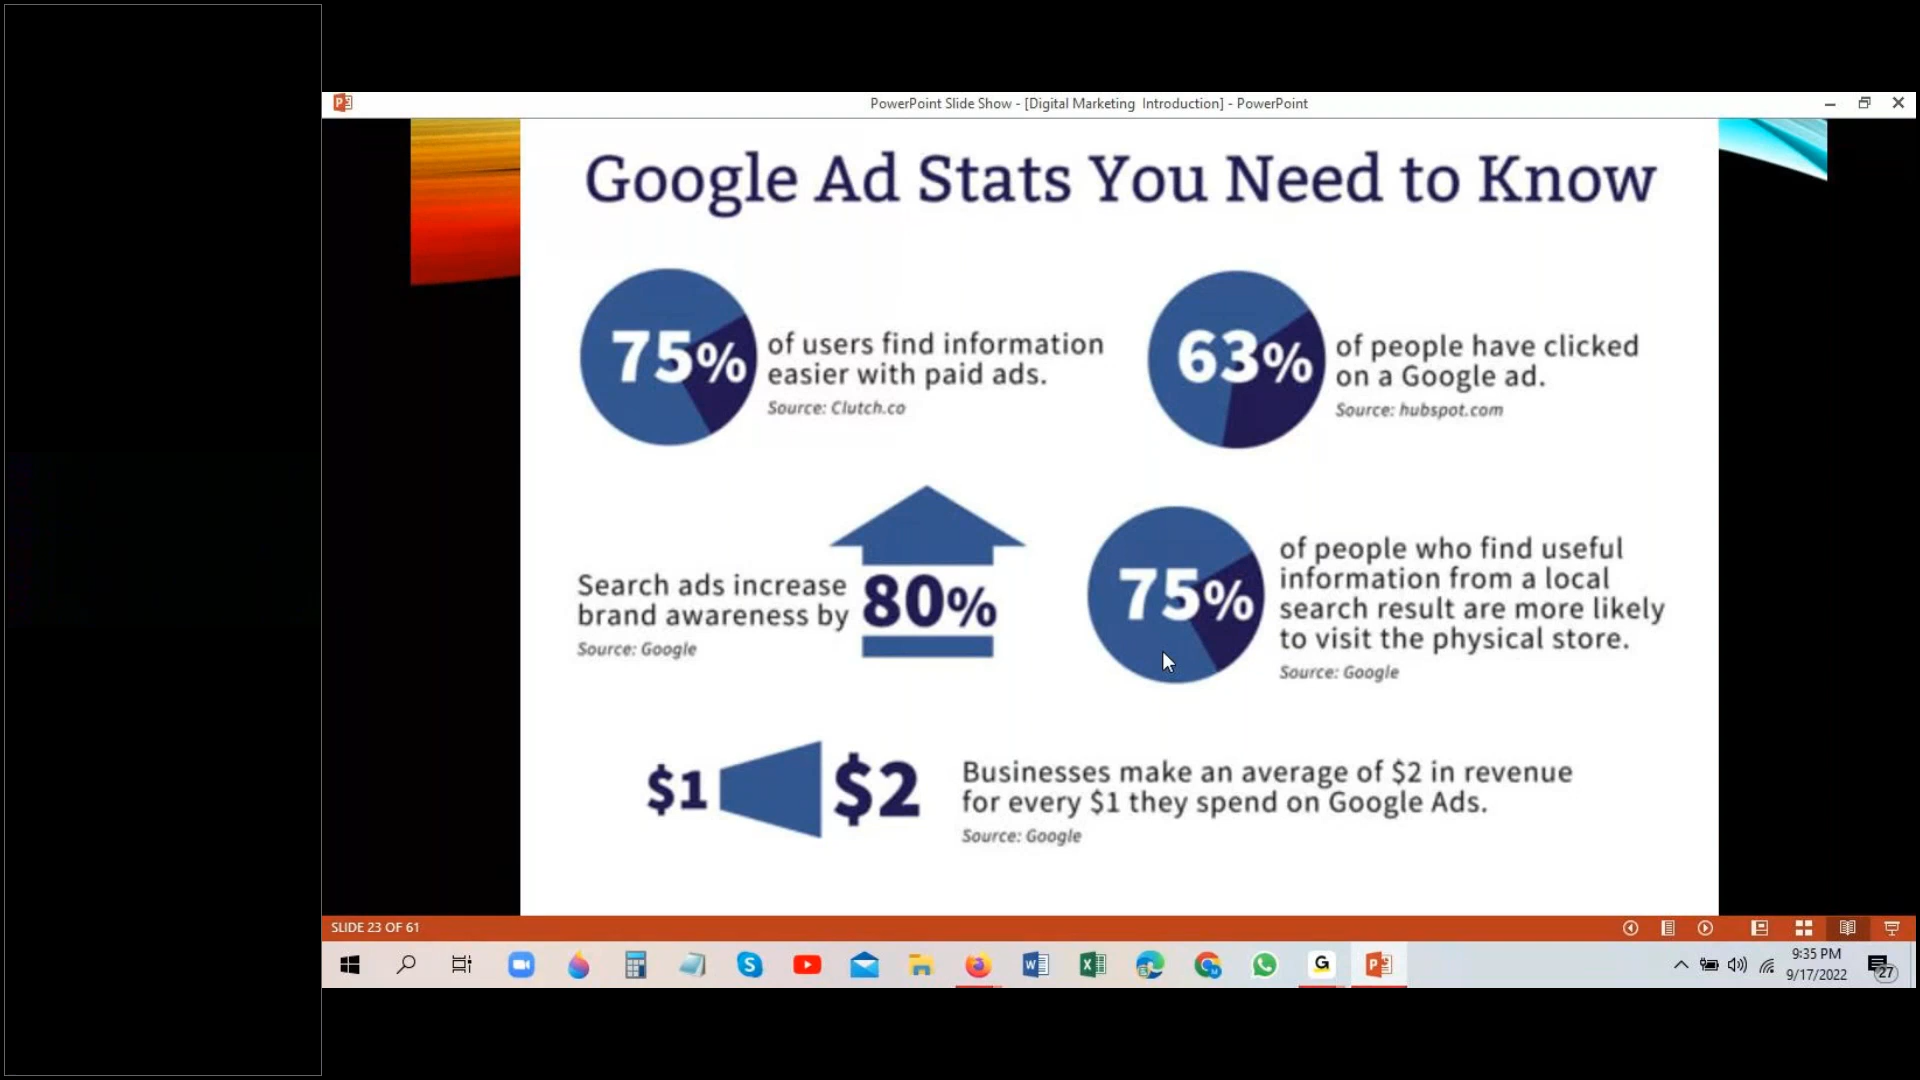 PowerPoint Slide Show - [Digital Marketing  Introduction] - PowerPoint
Google Ad Stats You Need to Know
75%
of users find information
easier with paid ads.
Source: Clutch.co
63%
of people have clicked
on a Google ad.
Source: hubspot.com
Search ads increase
brand awareness by
80%
Source: Google
75%
of people who find useful
information from a local
search result are more likely
to visit the physical store.
Source: Google
$1
$2
Businesses make an average of $2 in revenue
for every $1 they spend on Google Ads.
Source: Google
SLIDE 23 OF 61
9:35 PM
9/17/2022
27